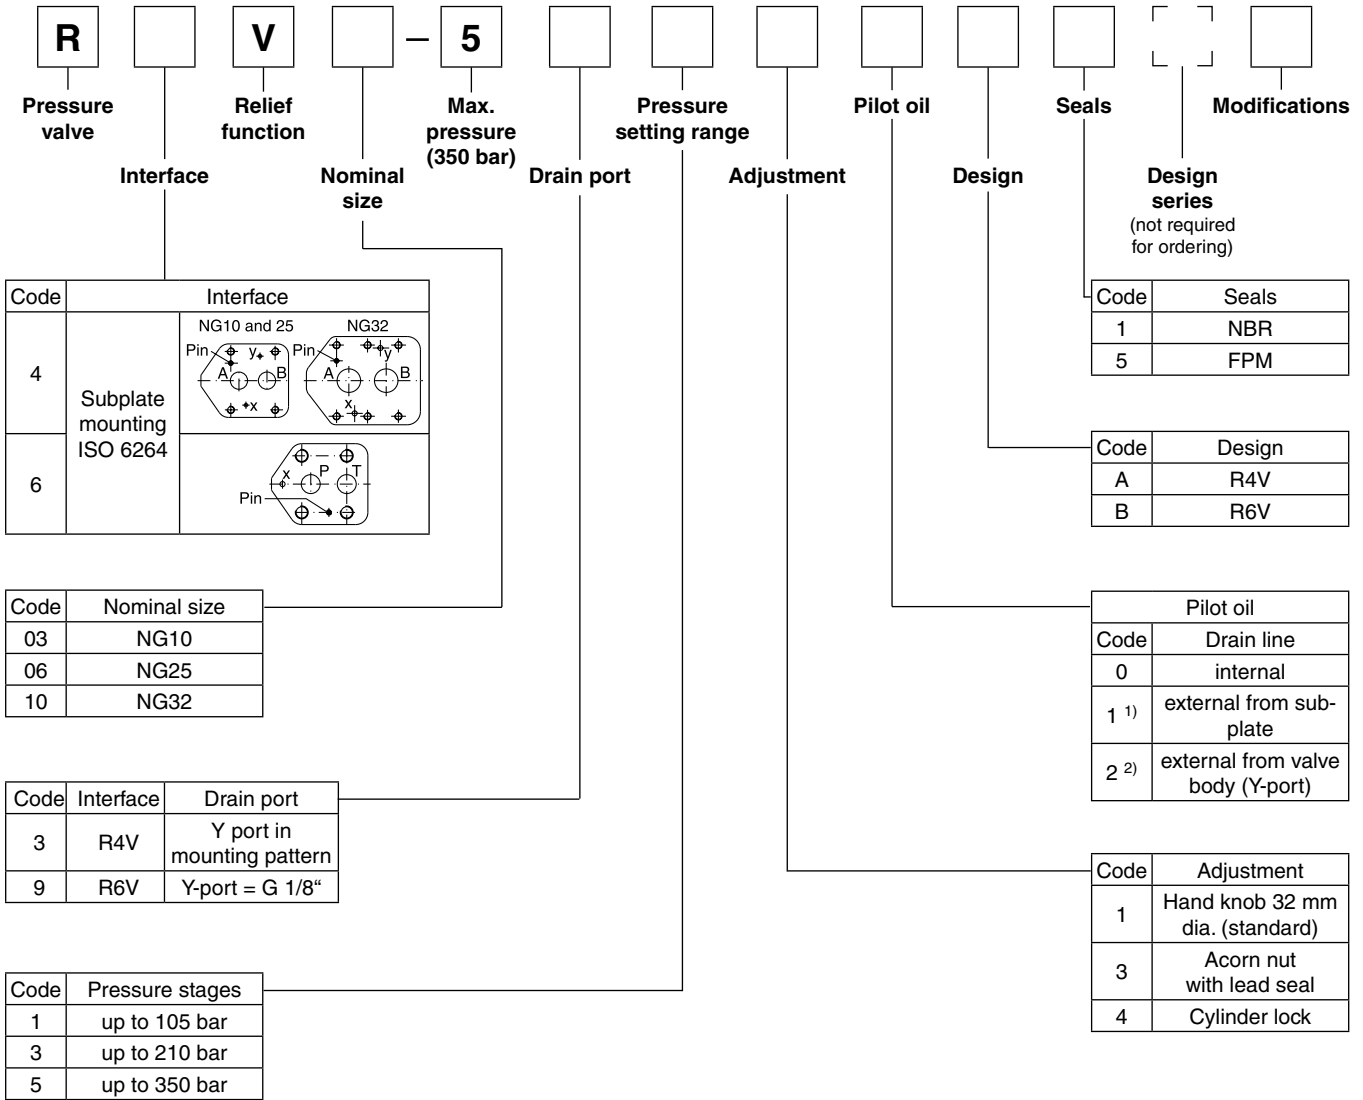 R V – 5
Pressure
valve
Relief
function
Max.
pressure
(350 bar)
Pressure
setting range
Pilot oil
Seals
Modifications
Interface
Nominal
size
Drain port
Adjustment
Design
Design
series
(not required
for ordering)
Code Interface
4
Subplate
mounting
ISO 6264
NG10 and 25
Pin y A B x
NG32
Pin y A B x
6
x P T
Pin
Code Seals
1 NBR
5 FPM
Code Design
A R4V
B R6V
Code Nominal size
03 NG10
06 NG25
10 NG32
Pilot oil
Code Drain line
0 internal
1 1) external from sub-
plate
2 2) external from valve
body (Y-port)
Code Interface Drain port
3 R4V Y port in
mounting pattern
9 R6V Y-port = G 1/8“
Code Adjustment
1 Hand knob 32 mm
dia. (standard)
3 Acorn nut
with lead seal
4 Cylinder lock
Code Pressure stages
1 up to 105 bar
3 up to 210 bar
5 up to 350 bar